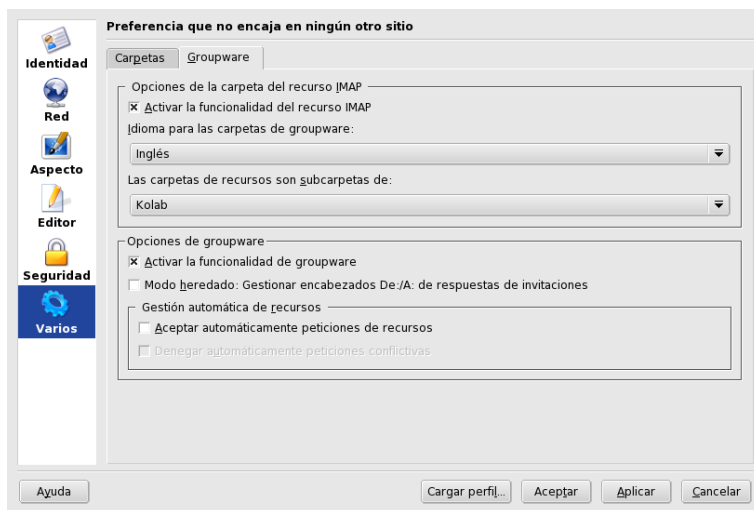 Preferencia que no encaja en ningún otro sitio
Identidad
Red
Aspecto
Editor
Seguridad
Varios
Carpetas
Groupware
Opciones de la carpeta del recurso IMAP
Activar la funcionalidad del recurso IMAP
Idioma para las carpetas de groupware:
Inglés
Las carpetas de recursos son subcarpetas de:
Kolab
Opciones de groupware
Activar la funcionalidad de groupware
Modo heredado: Gestionar encabezados De:/A: de respuestas de invitaciones
Gestión automática de recursos
Aceptar automáticamente peticiones de recursos
Denegar automáticamente peticiones conflictivas
Ayuda
Cargar perfil...
Aceptar
Aplicar
Cancelar